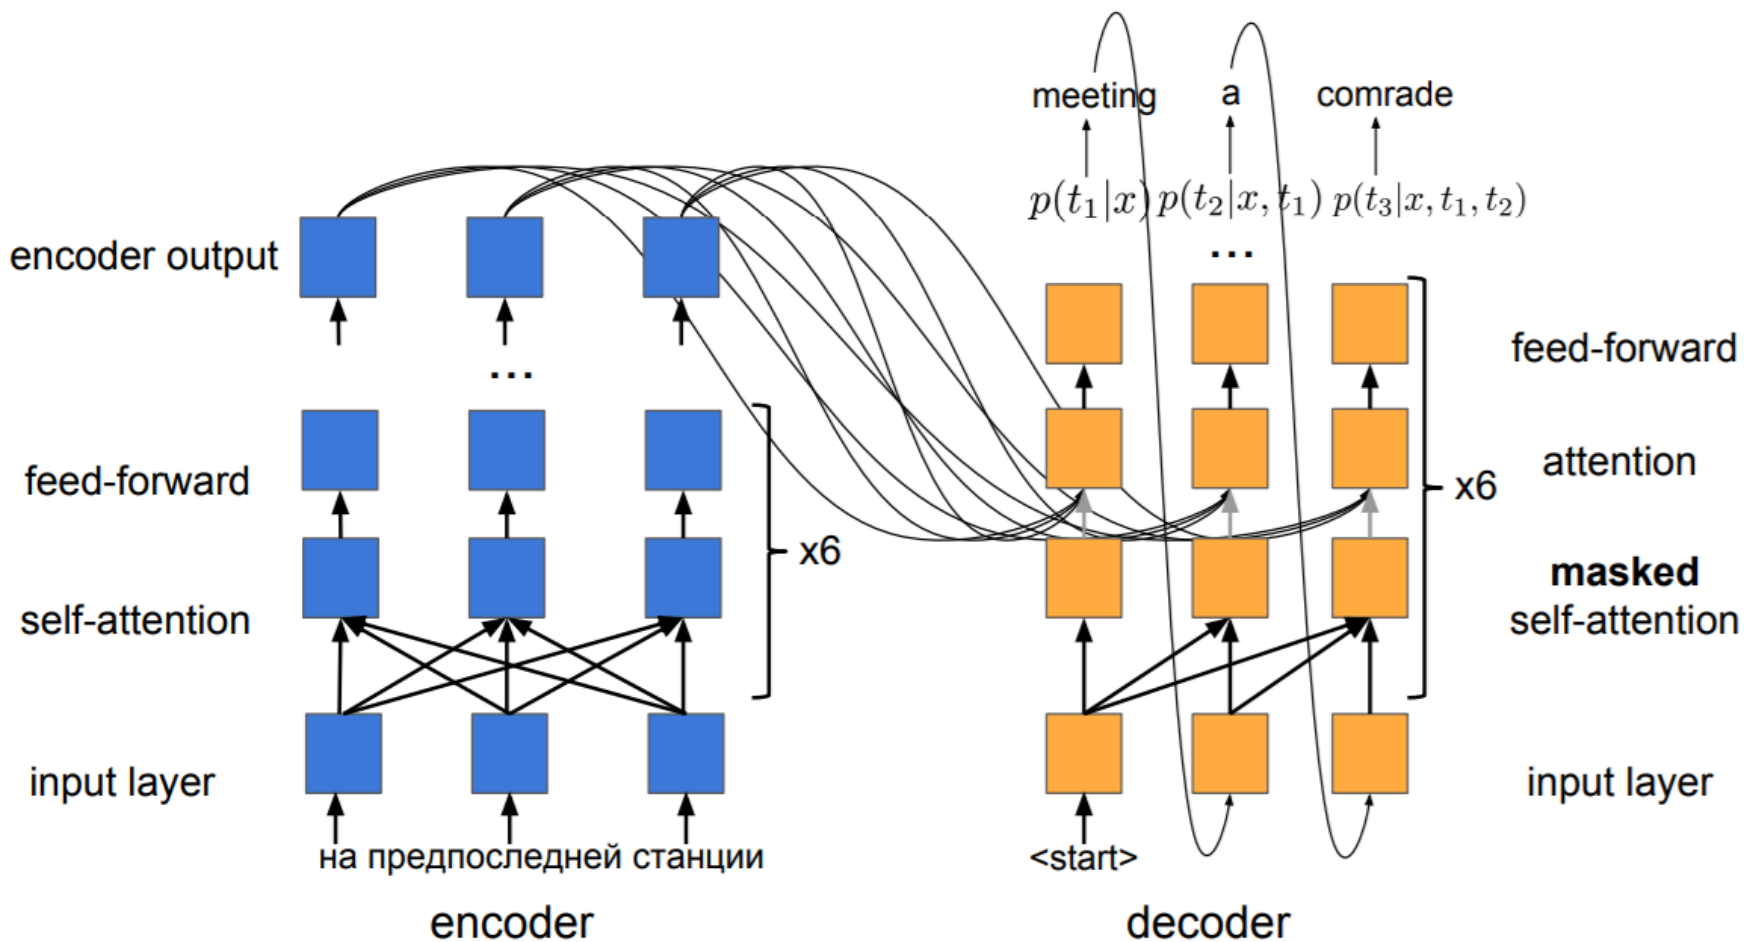 meeting a comrade
p(t₁|x) p(t₂|x, t₁) p(t₃|x, t₁, t₂)
...
encoder output
...
feed-forward
self-attention
x6
input layer
на предпоследней станции
encoder
feed-forward
attention
x6
masked
self-attention
input layer
<start>
decoder